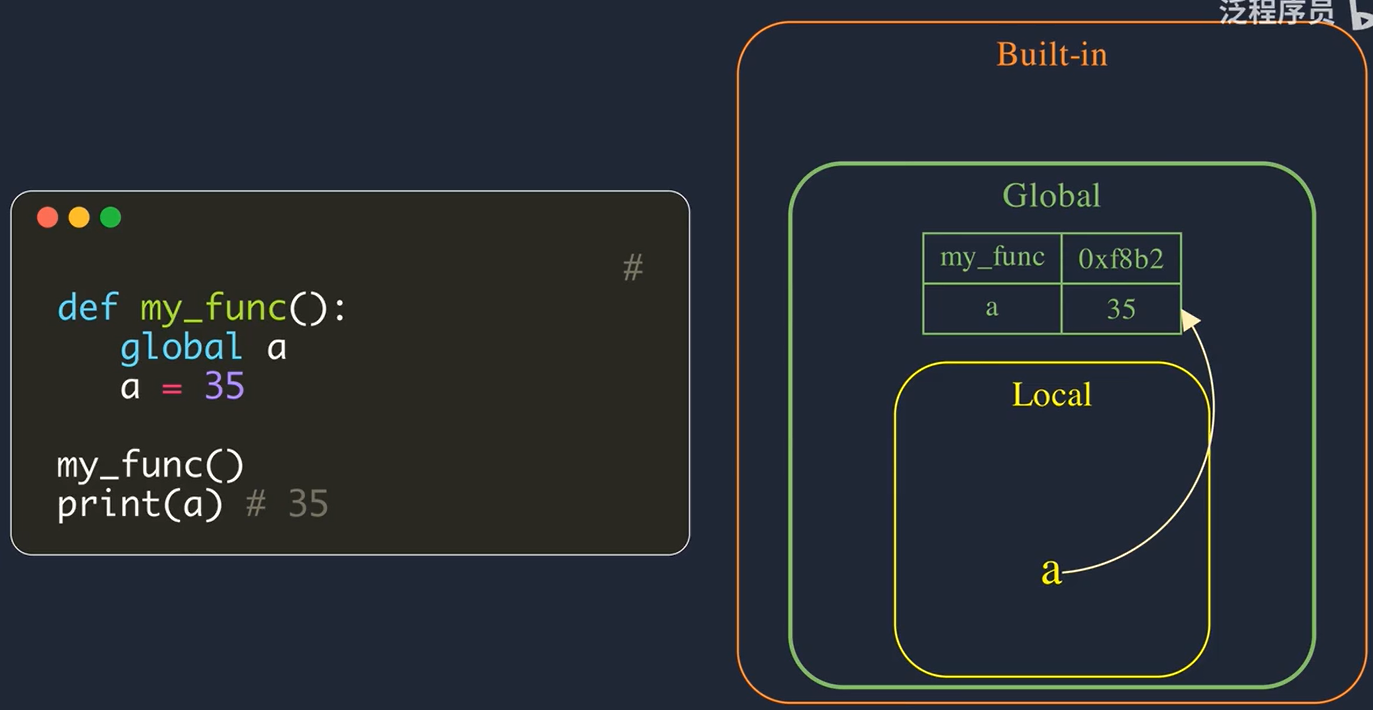 泛程序员
#
def my_func():
global a
a = 35
my_func()
print(a) # 35
Built-in
Global
my_func 0xf8b2
a 35
Local
a